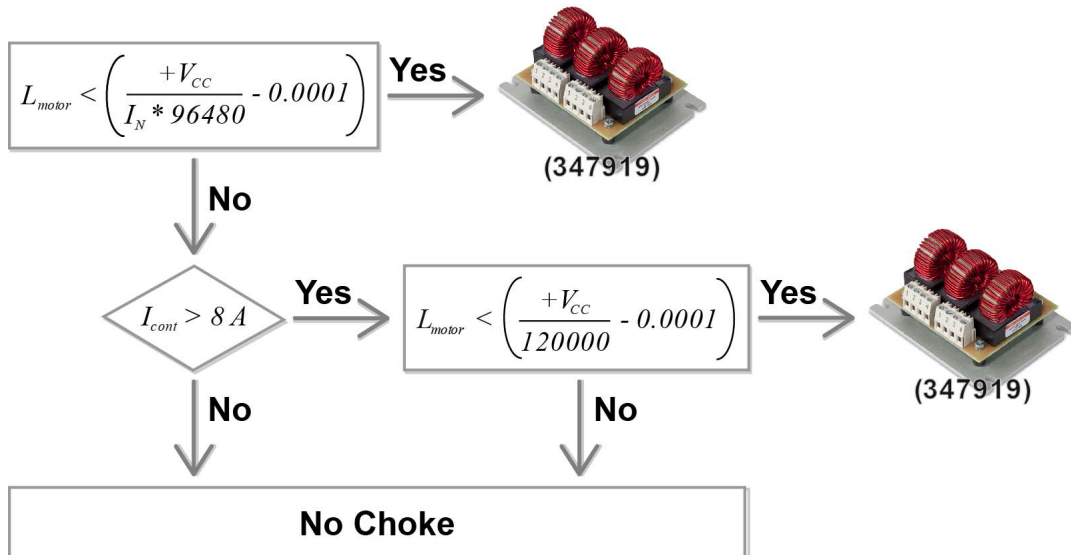 L_motor < ( +V_CC / I_N * 96480 - 0.0001 )
Yes
(347919)
No
I_cont > 8 A
Yes
L_motor < ( +V_CC / 120000 - 0.0001 )
Yes
(347919)
No
No
No Choke